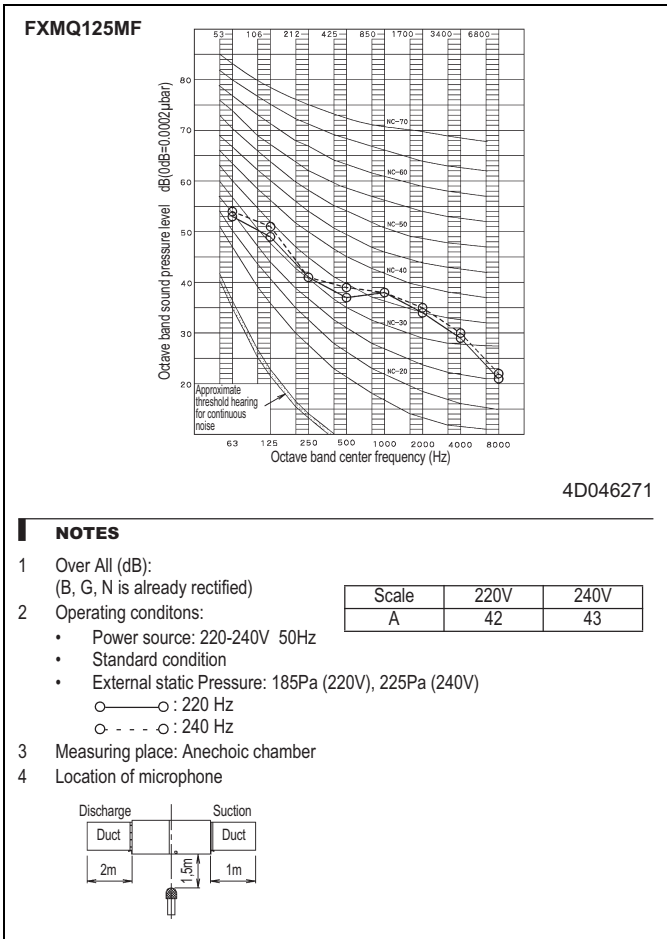 FXMQ125MF
53 106 212 425 850 1700 3400 6800
Octave band sound pressure level dB(0dB=0.0002µbar)
80
70
60
50
40
30
20
NC-70
NC-60
NC-50
NC-40
NC-30
NC-20
Approximate
threshold hearing
for continuous
noise
63 125 250 500 1000 2000 4000 8000
Octave band center frequency (Hz)
4D046271
NOTES
1 Over All (dB):
(B, G, N is already rectified)
Scale 220V 240V
A 42 43
2 Operating conditons:
• Power source: 220-240V 50Hz
• Standard condition
• External static Pressure: 185Pa (220V), 225Pa (240V)
: 220 Hz
: 240 Hz
3 Measuring place: Anechoic chamber
4 Location of microphone
Discharge Suction
Duct Duct
2m 1,5m 1m